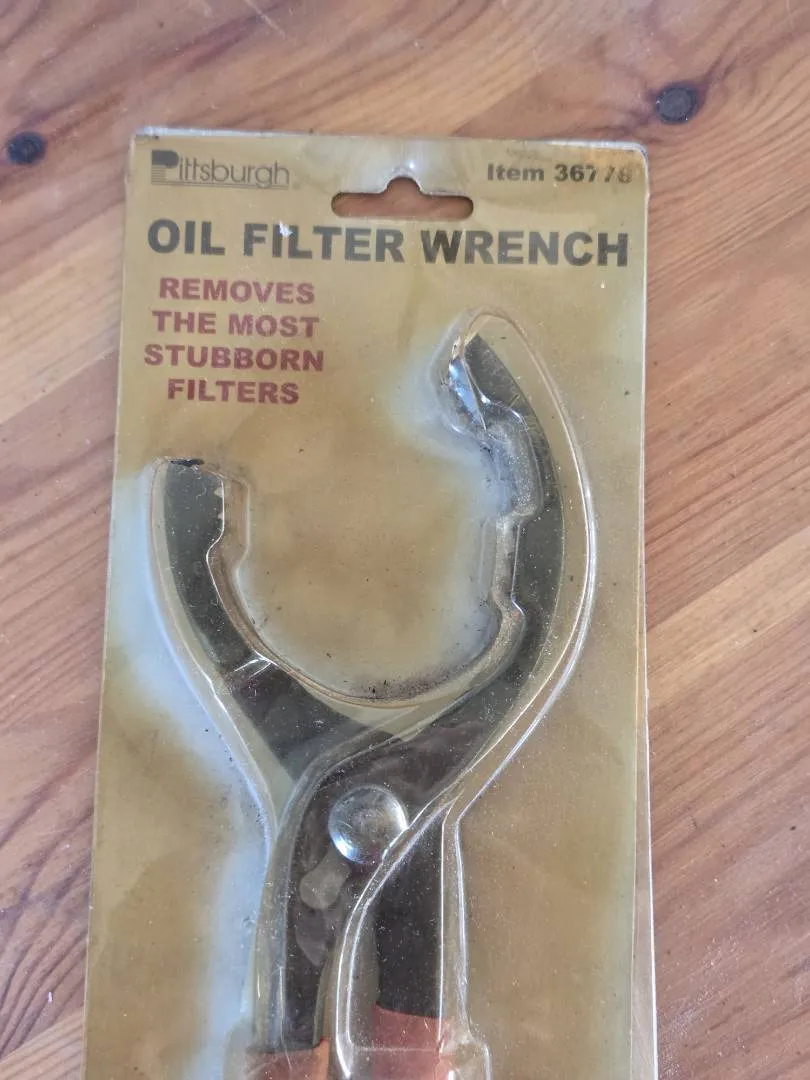 Pittsburgh
Item 36778
OIL FILTER WRENCH
REMOVES
THE MOST
STUBBORN
FILTERS